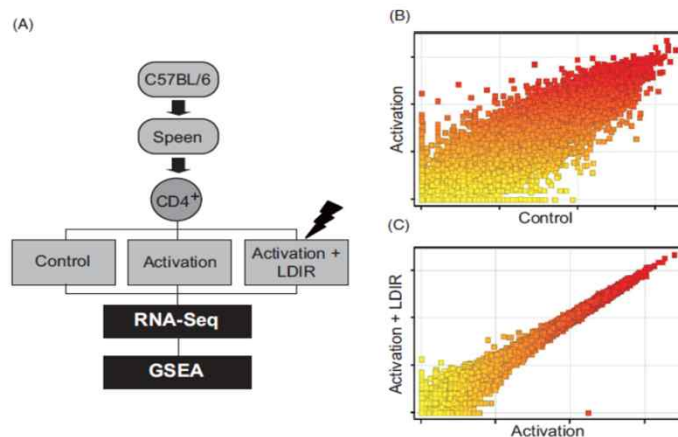 (A)
C57BL/6
Speen
CD4+
Control
Activation
Activation +
LDIR
RNA-Seq
GSEA
(B)
Activation
Control
(C)
Activation + LDIR
Activation